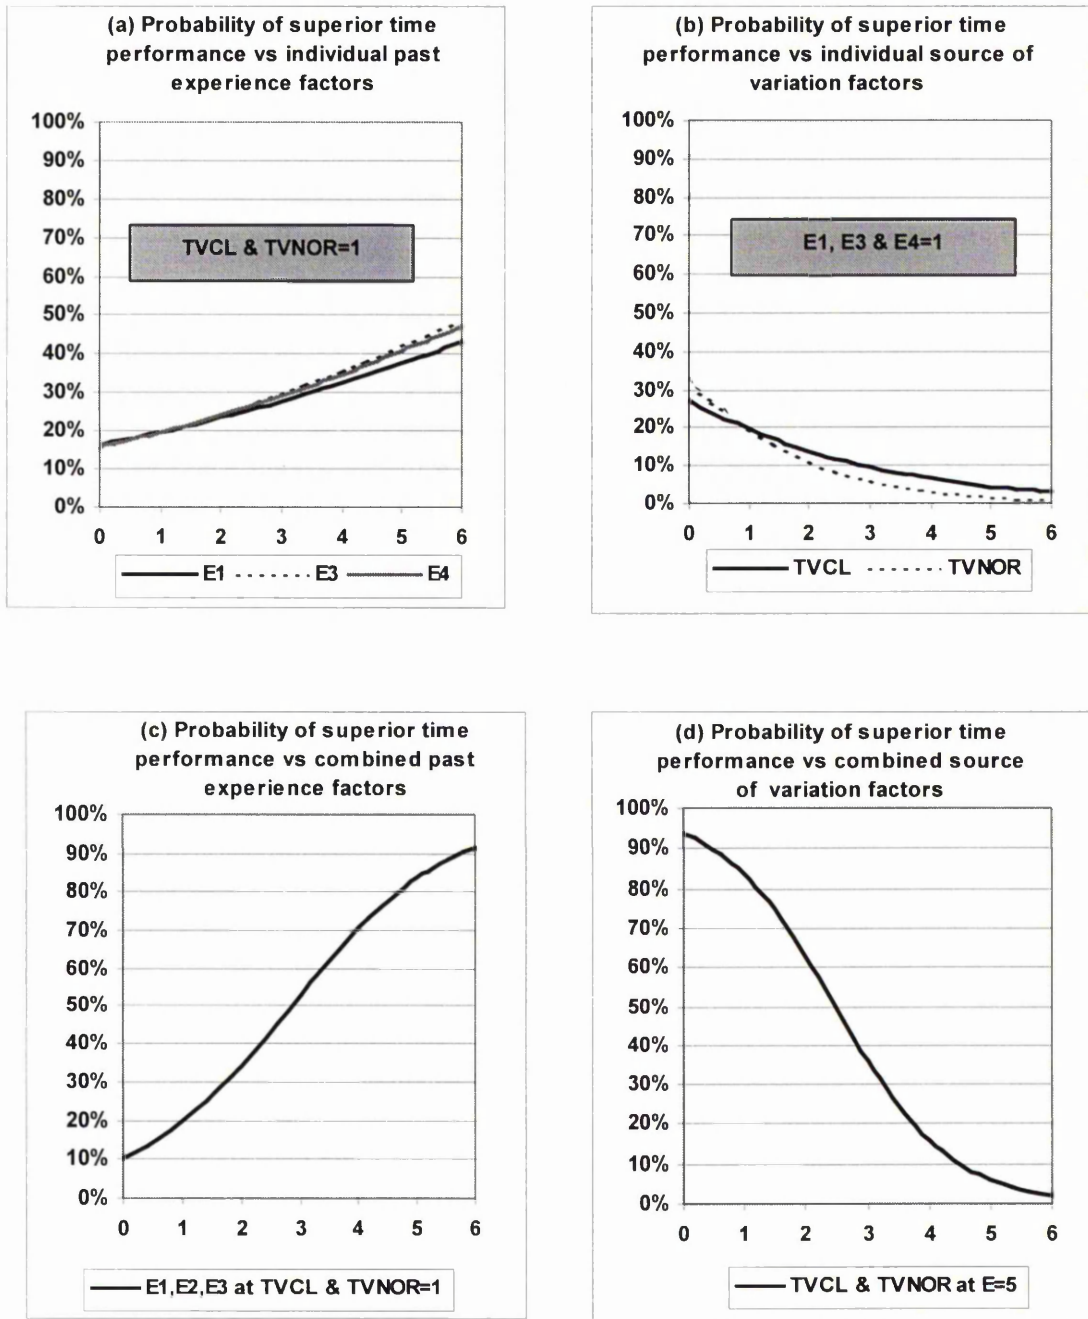 (a) Probability of superior time
performance vs individual past
experience factors
100%
90%
80%
70%
60%
50%
40%
30%
20%
10%
0%
TVCL & TVNOR=1
0 1 2 3 4 5 6
E1 E3 E4
(b) Probability of superior time
performance vs individual source of
variation factors
100%
90%
80%
70%
60%
50%
40%
30%
20%
10%
0%
E1, E3 & E4=1
0 1 2 3 4 5 6
TVCL TVNOR
(c) Probability of superior time
performance vs combined past
experience factors
100%
90%
80%
70%
60%
50%
40%
30%
20%
10%
0%
0 1 2 3 4 5 6
E1,E2,E3 at TVCL & TVNOR=1
(d) Probability of superior time
performance vs combined source
of variation factors
100%
90%
80%
70%
60%
50%
40%
30%
20%
10%
0%
0 1 2 3 4 5 6
TVCL & TVNOR at E=5